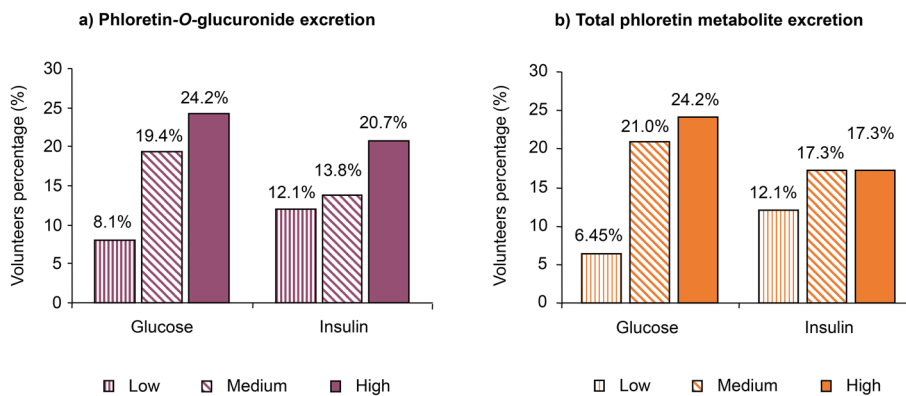 a) Phloretin-O-glucuronide excretion
Volunteers percentage (%)
30
25
20
15
10
5
0
8.1%
19.4%
24.2%
12.1%
13.8%
20.7%
Glucose
Insulin
Low
Medium
High
b) Total phloretin metabolite excretion
Volunteers percentage (%)
30
25
20
15
10
5
0
6.45%
21.0%
24.2%
12.1%
17.3%
17.3%
Glucose
Insulin
Low
Medium
High